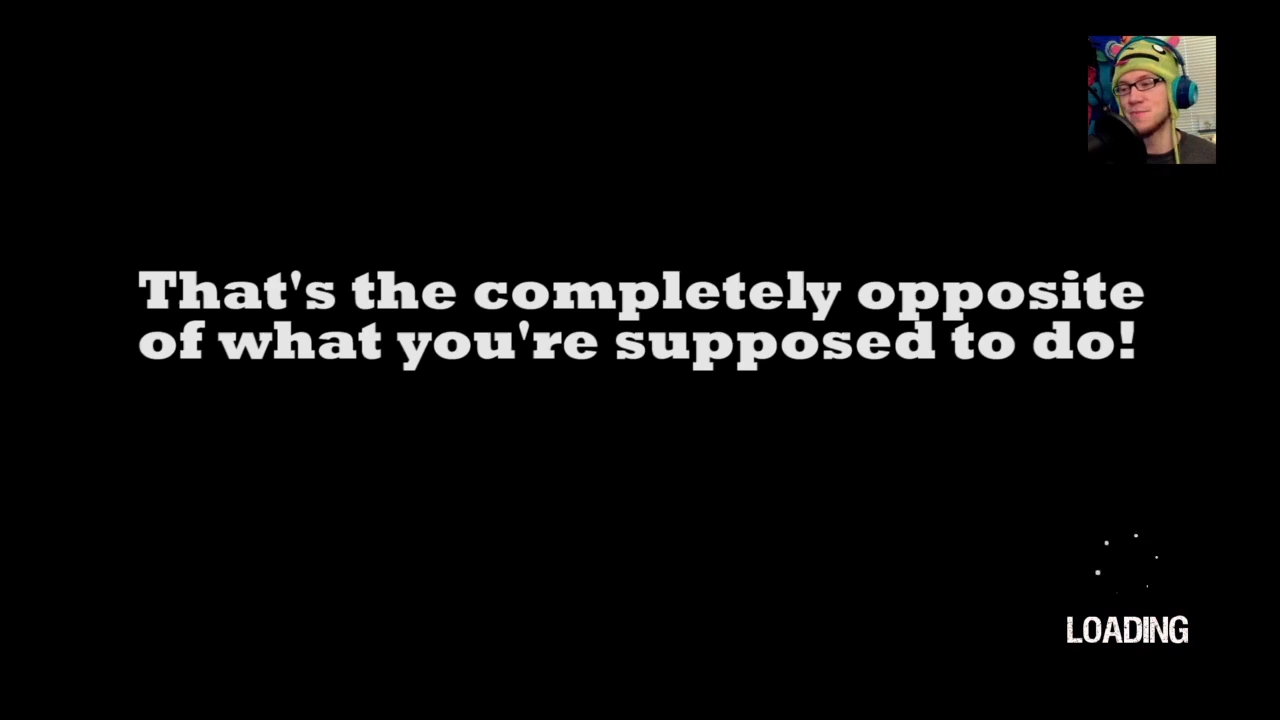 That's the completely opposite
of what you're supposed to do!
LOADING